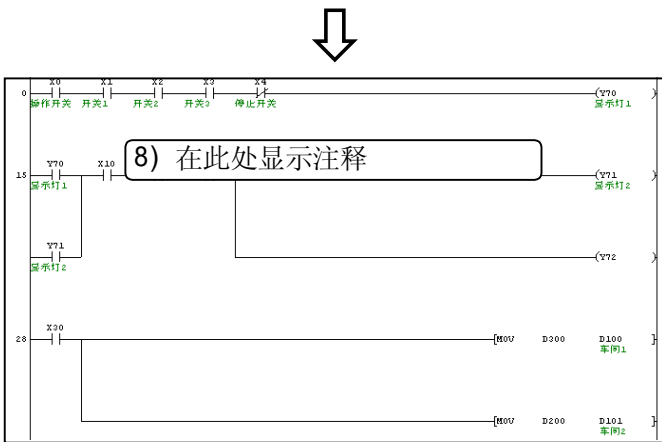 X0 X1 X2 X3 X4
0 (Y70 )
操作开关 开关1 开关2 开关3 停止开关 显示灯1
8) 在此处显示注释
Y70 X10
15 (Y71 )
显示灯1 显示灯2
Y71
(Y72 )
显示灯2
X30
28 [MOV D300 D100 ]
车间1
[MOV D200 D101 ]
车间2